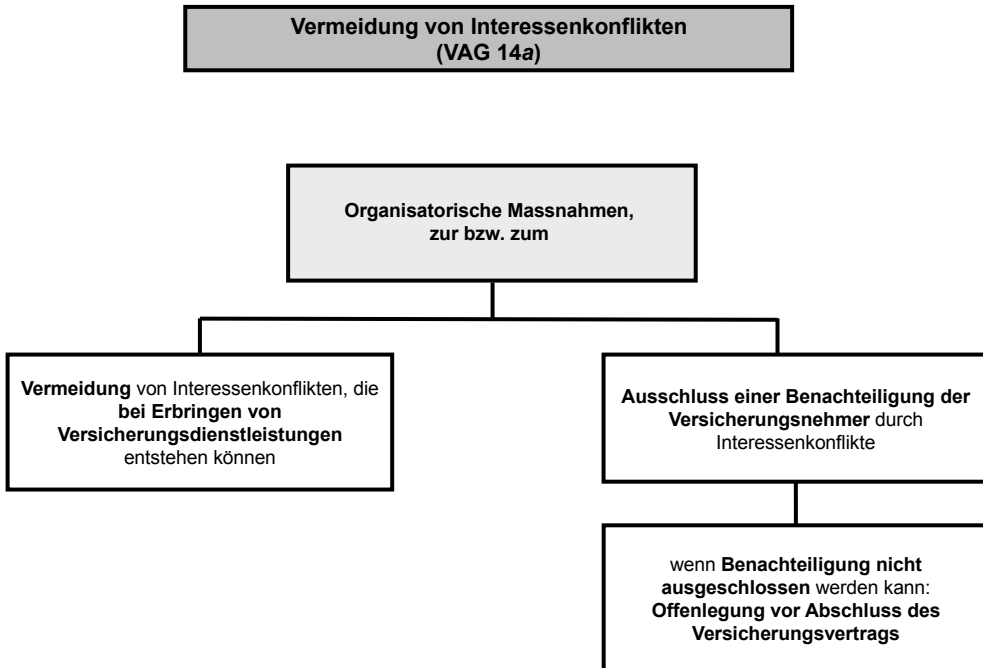 Vermeidung von Interessenkonflikten
(VAG 14a)
Organisatorische Massnahmen,
zur bzw. zum
Vermeidung von Interessenkonflikten, die
bei Erbringen von
Versicherungsdienstleistungen
entstehen können
Ausschluss einer Benachteiligung der
Versicherungsnehmer durch
Interessenkonflikte
wenn Benachteiligung nicht
ausgeschlossen werden kann:
Offenlegung vor Abschluss des
Versicherungsvertrags